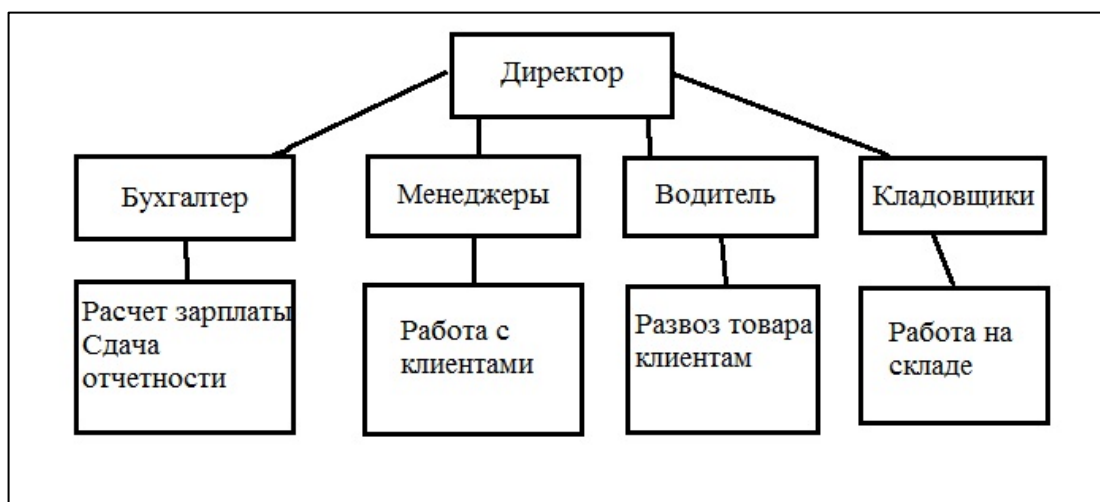 Директор
Бухгалтер
Менеджеры
Водитель
Кладовщики
Расчет зарплаты
Сдача
отчетности
Работа с
клиентами
Развоз товара
клиентам
Работа на
складе